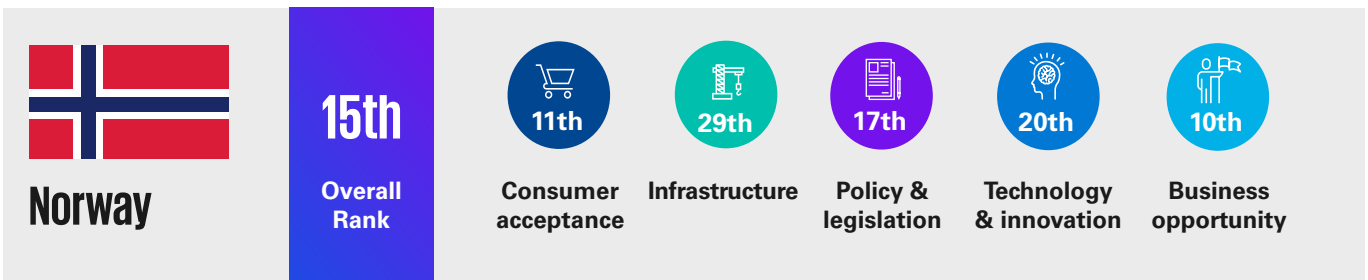 Norway
15th
Overall
Rank
11th
Consumer
acceptance
29th
Infrastructure
17th
Policy &
legislation
20th
Technology
& innovation
10th
Business
opportunity